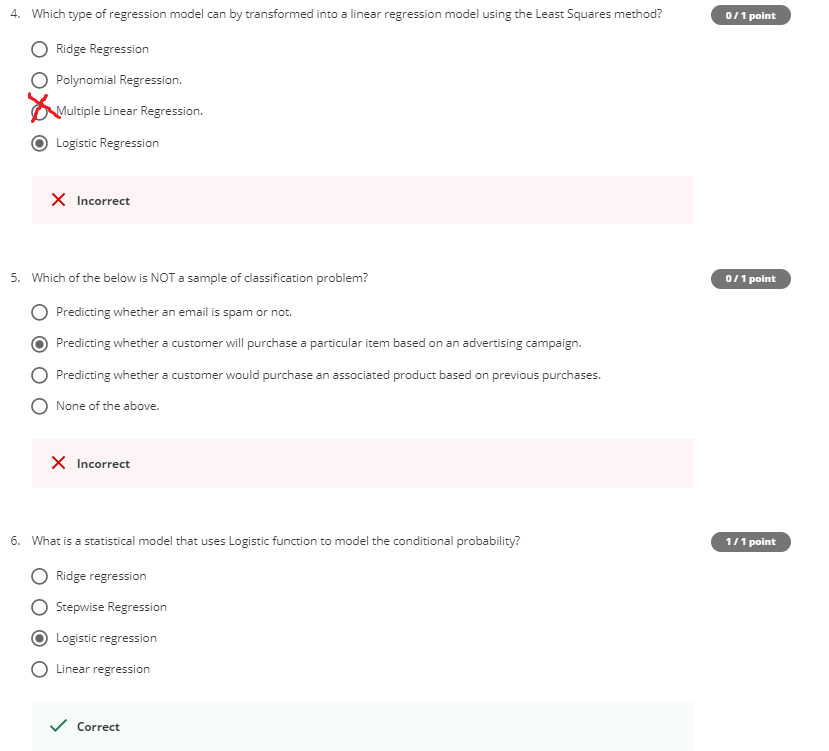 4. Which type of regression model can by transformed into a linear regression model using the Least Squares method?
0 / 1 point
Ridge Regression
Polynomial Regression.
Multiple Linear Regression.
Logistic Regression
Incorrect
5. Which of the below is NOT a sample of classification problem?
0 / 1 point
Predicting whether an email is spam or not.
Predicting whether a customer will purchase a particular item based on an advertising campaign.
Predicting whether a customer would purchase an associated product based on previous purchases.
None of the above.
Incorrect
6. What is a statistical model that uses Logistic function to model the conditional probability?
1 / 1 point
Ridge regression
Stepwise Regression
Logistic regression
Linear regression
Correct